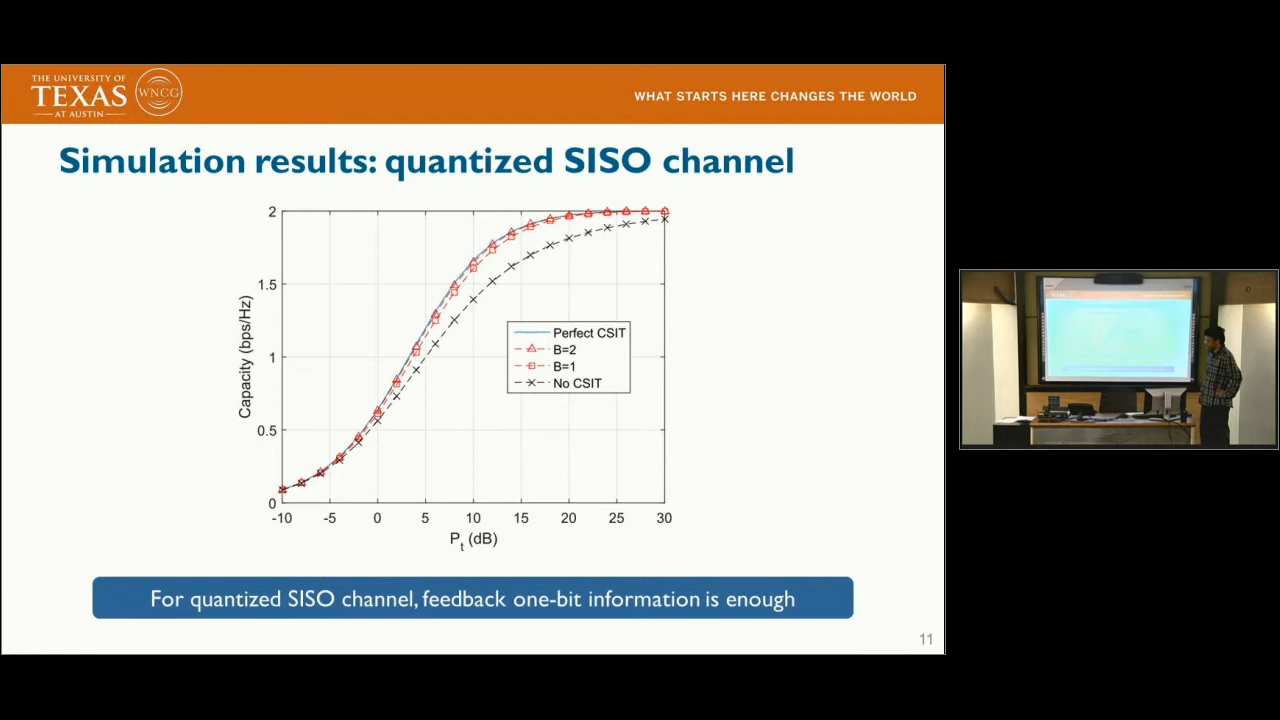 THE UNIVERSITY OF
TEXAS
AT AUSTIN
WNCG
WHAT STARTS HERE CHANGES THE WORLD
Simulation results: quantized SISO channel
2
1.5
1
0.5
0
Capacity (bps/Hz)
-10 -5 0 5 10 15 20 25 30
Pt (dB)
Perfect CSIT
B=2
B=1
No CSIT
For quantized SISO channel, feedback one-bit information is enough
11
TEXAS